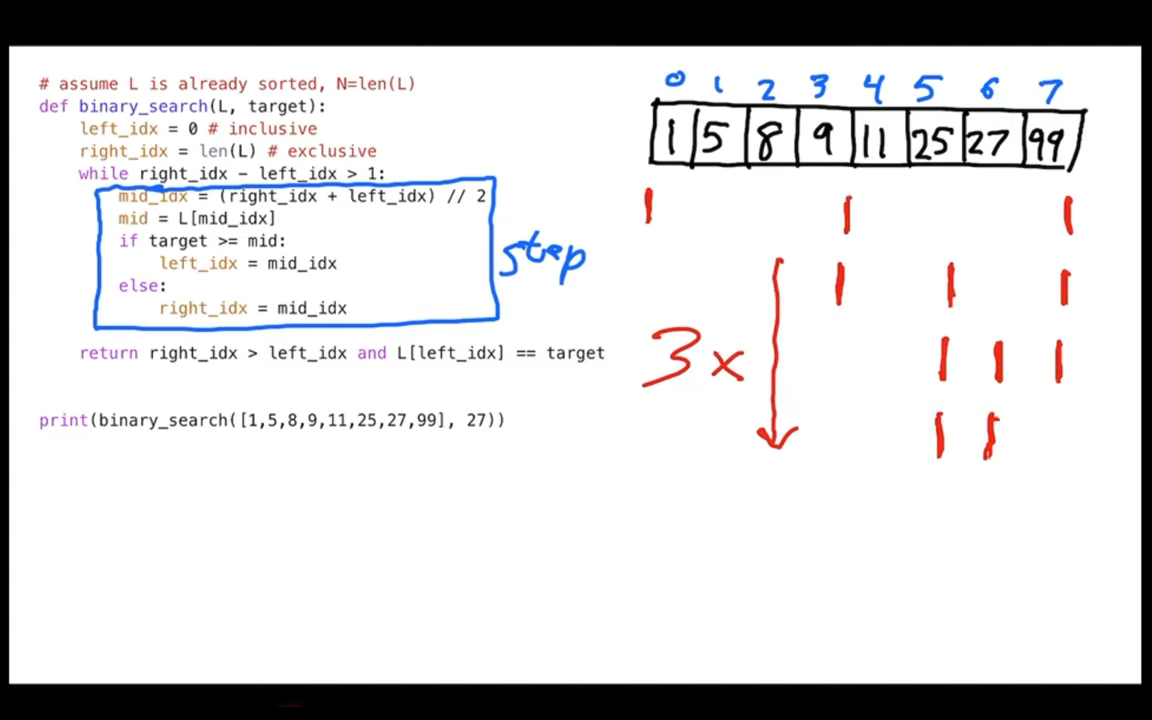 # assume L is already sorted, N=len(L)
def binary_search(L, target):
    left_idx = 0 # inclusive
    right_idx = len(L) # exclusive
    while right_idx - left_idx > 1:
        mid_idx = (right_idx + left_idx) // 2
        mid = L[mid_idx]
        if target >= mid:
            left_idx = mid_idx
        else:
            right_idx = mid_idx
    return right_idx > left_idx and L[left_idx] == target
print(binary_search([1,5,8,9,11,25,27,99], 27))
step
0 1 2 3 4 5 6 7
1 5 8 9 11 25 27 99
3x